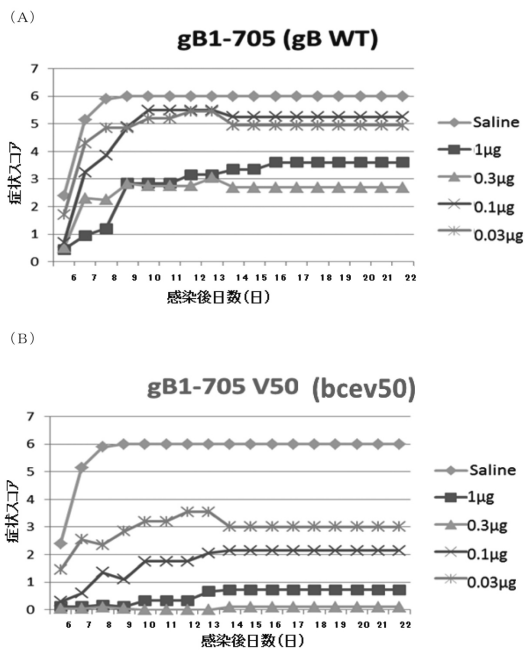 (A)
gB1-705 (gB WT)
7
6
5
4
3
2
1
0
症状スコア
6 7 8 9 10 11 12 13 14 15 16 17 18 19 20 21 22
感染後日数(日)
Saline
1μg
0.3μg
0.1μg
0.03μg
(B)
gB1-705 V50 (bcev50)
7
6
5
4
3
2
1
0
症状スコア
6 7 8 9 10 11 12 13 14 15 16 17 18 19 20 21 22
感染後日数(日)
Saline
1μg
0.3μg
0.1μg
0.03μg